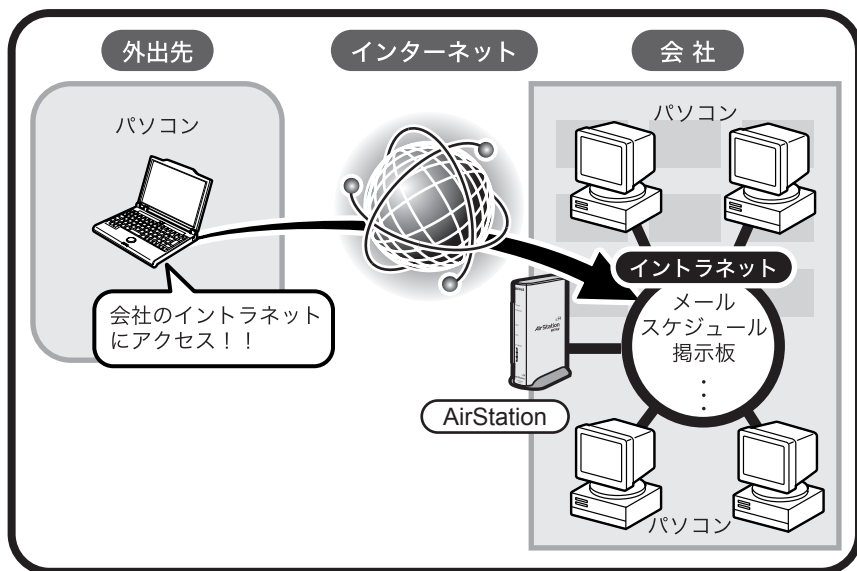 外出先
インターネット
会 社
パソコン
パソコン
イントラネット
メール
スケジュール
掲示板
・
・
・
会社のイントラネット
にアクセス！！
AirStation
AirStation
パソコン